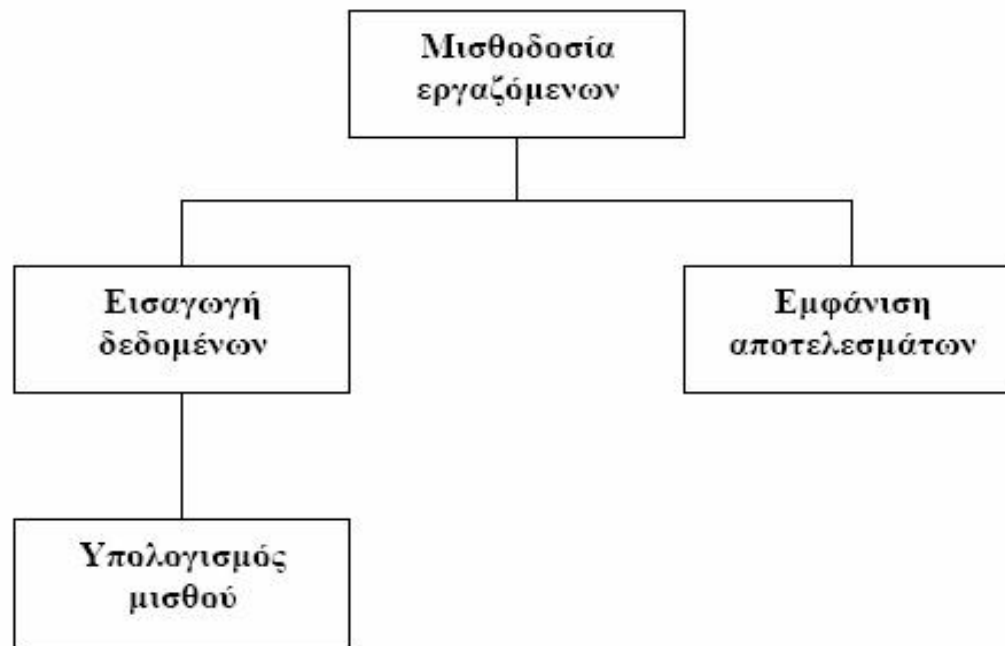 Μισθοδοσία
εργαζόμενων
Εισαγωγή
δεδομένων
Εμφάνιση
αποτελεσμάτων
Υπολογισμός
μισθού